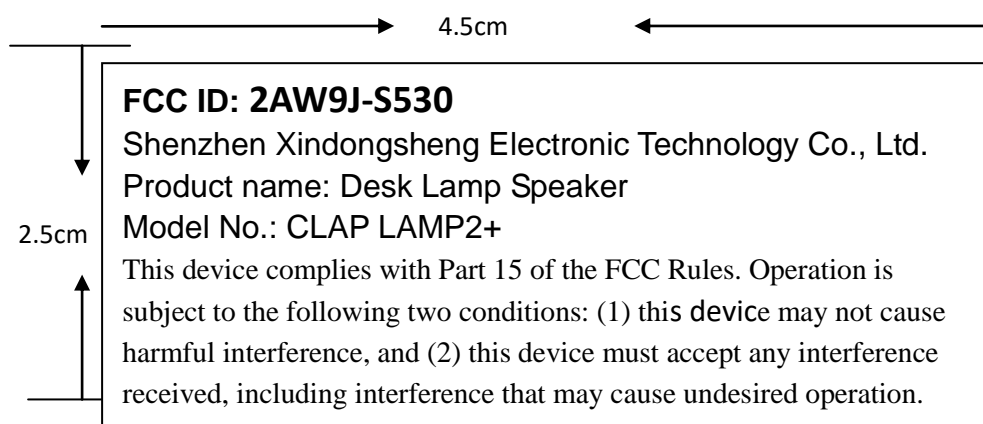 4.5cm
FCC ID: 2AW9J-S530
Shenzhen Xindongsheng Electronic Technology Co., Ltd.
Product name: Desk Lamp Speaker
Model No.: CLAP LAMP2+
2.5cm
This device complies with Part 15 of the FCC Rules. Operation is
subject to the following two conditions: (1) this device may not cause
harmful interference, and (2) this device must accept any interference
received, including interference that may cause undesired operation.